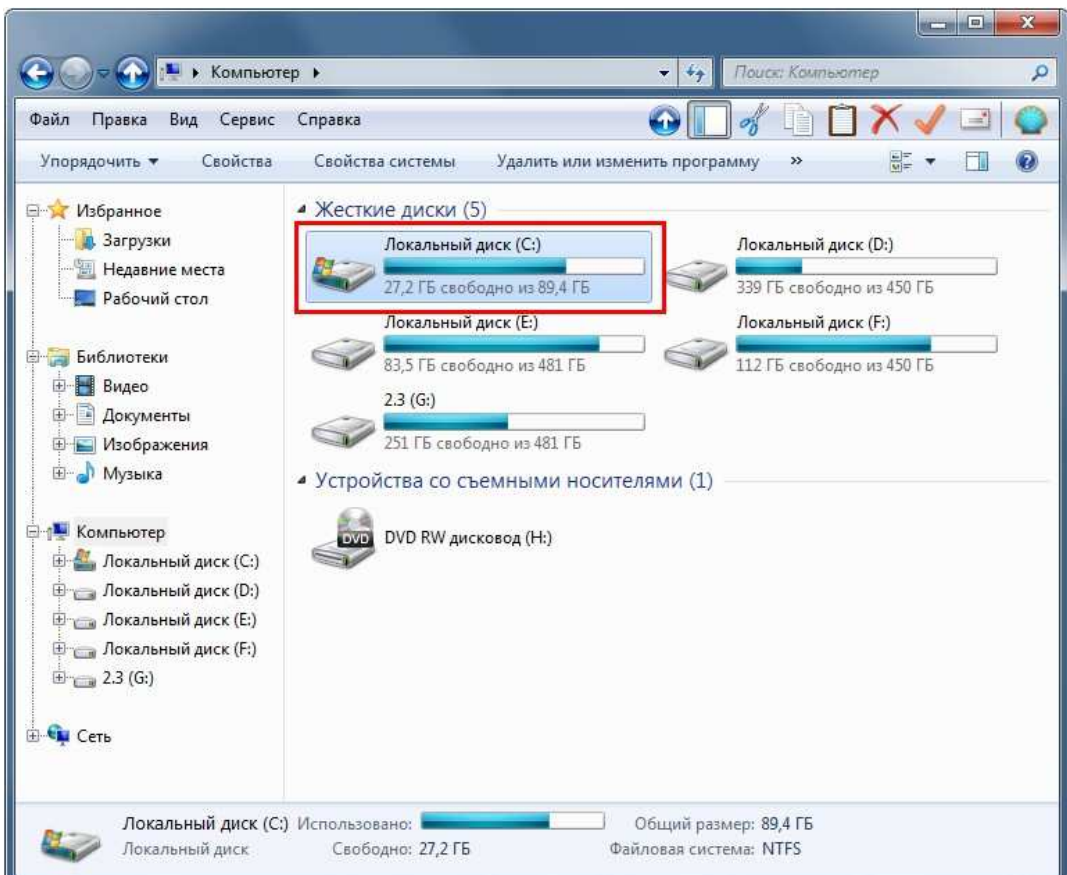 Компьютер
Поиск: Компьютер
Файл Правка Вид Сервис Справка
Упорядочить Свойства Свойства системы Удалить или изменить программу »
Избранное
Загрузки
Недавние места
Рабочий стол
Библиотеки
Видео
Документы
Изображения
Музыка
Компьютер
Локальный диск (C:)
Локальный диск (D:)
Локальный диск (E:)
Локальный диск (F:)
2.3 (G:)
Сеть
Жесткие диски (5)
Локальный диск (C:)
27,2 ГБ свободно из 89,4 ГБ
Локальный диск (D:)
339 ГБ свободно из 450 ГБ
Локальный диск (E:)
83,5 ГБ свободно из 481 ГБ
Локальный диск (F:)
112 ГБ свободно из 450 ГБ
2.3 (G:)
251 ГБ свободно из 481 ГБ
Устройства со съемными носителями (1)
DVD
DVD RW дисковод (H:)
Локальный диск (C:) Использовано: Общий размер: 89,4 ГБ
Локальный диск Свободно: 27,2 ГБ Файловая система: NTFS